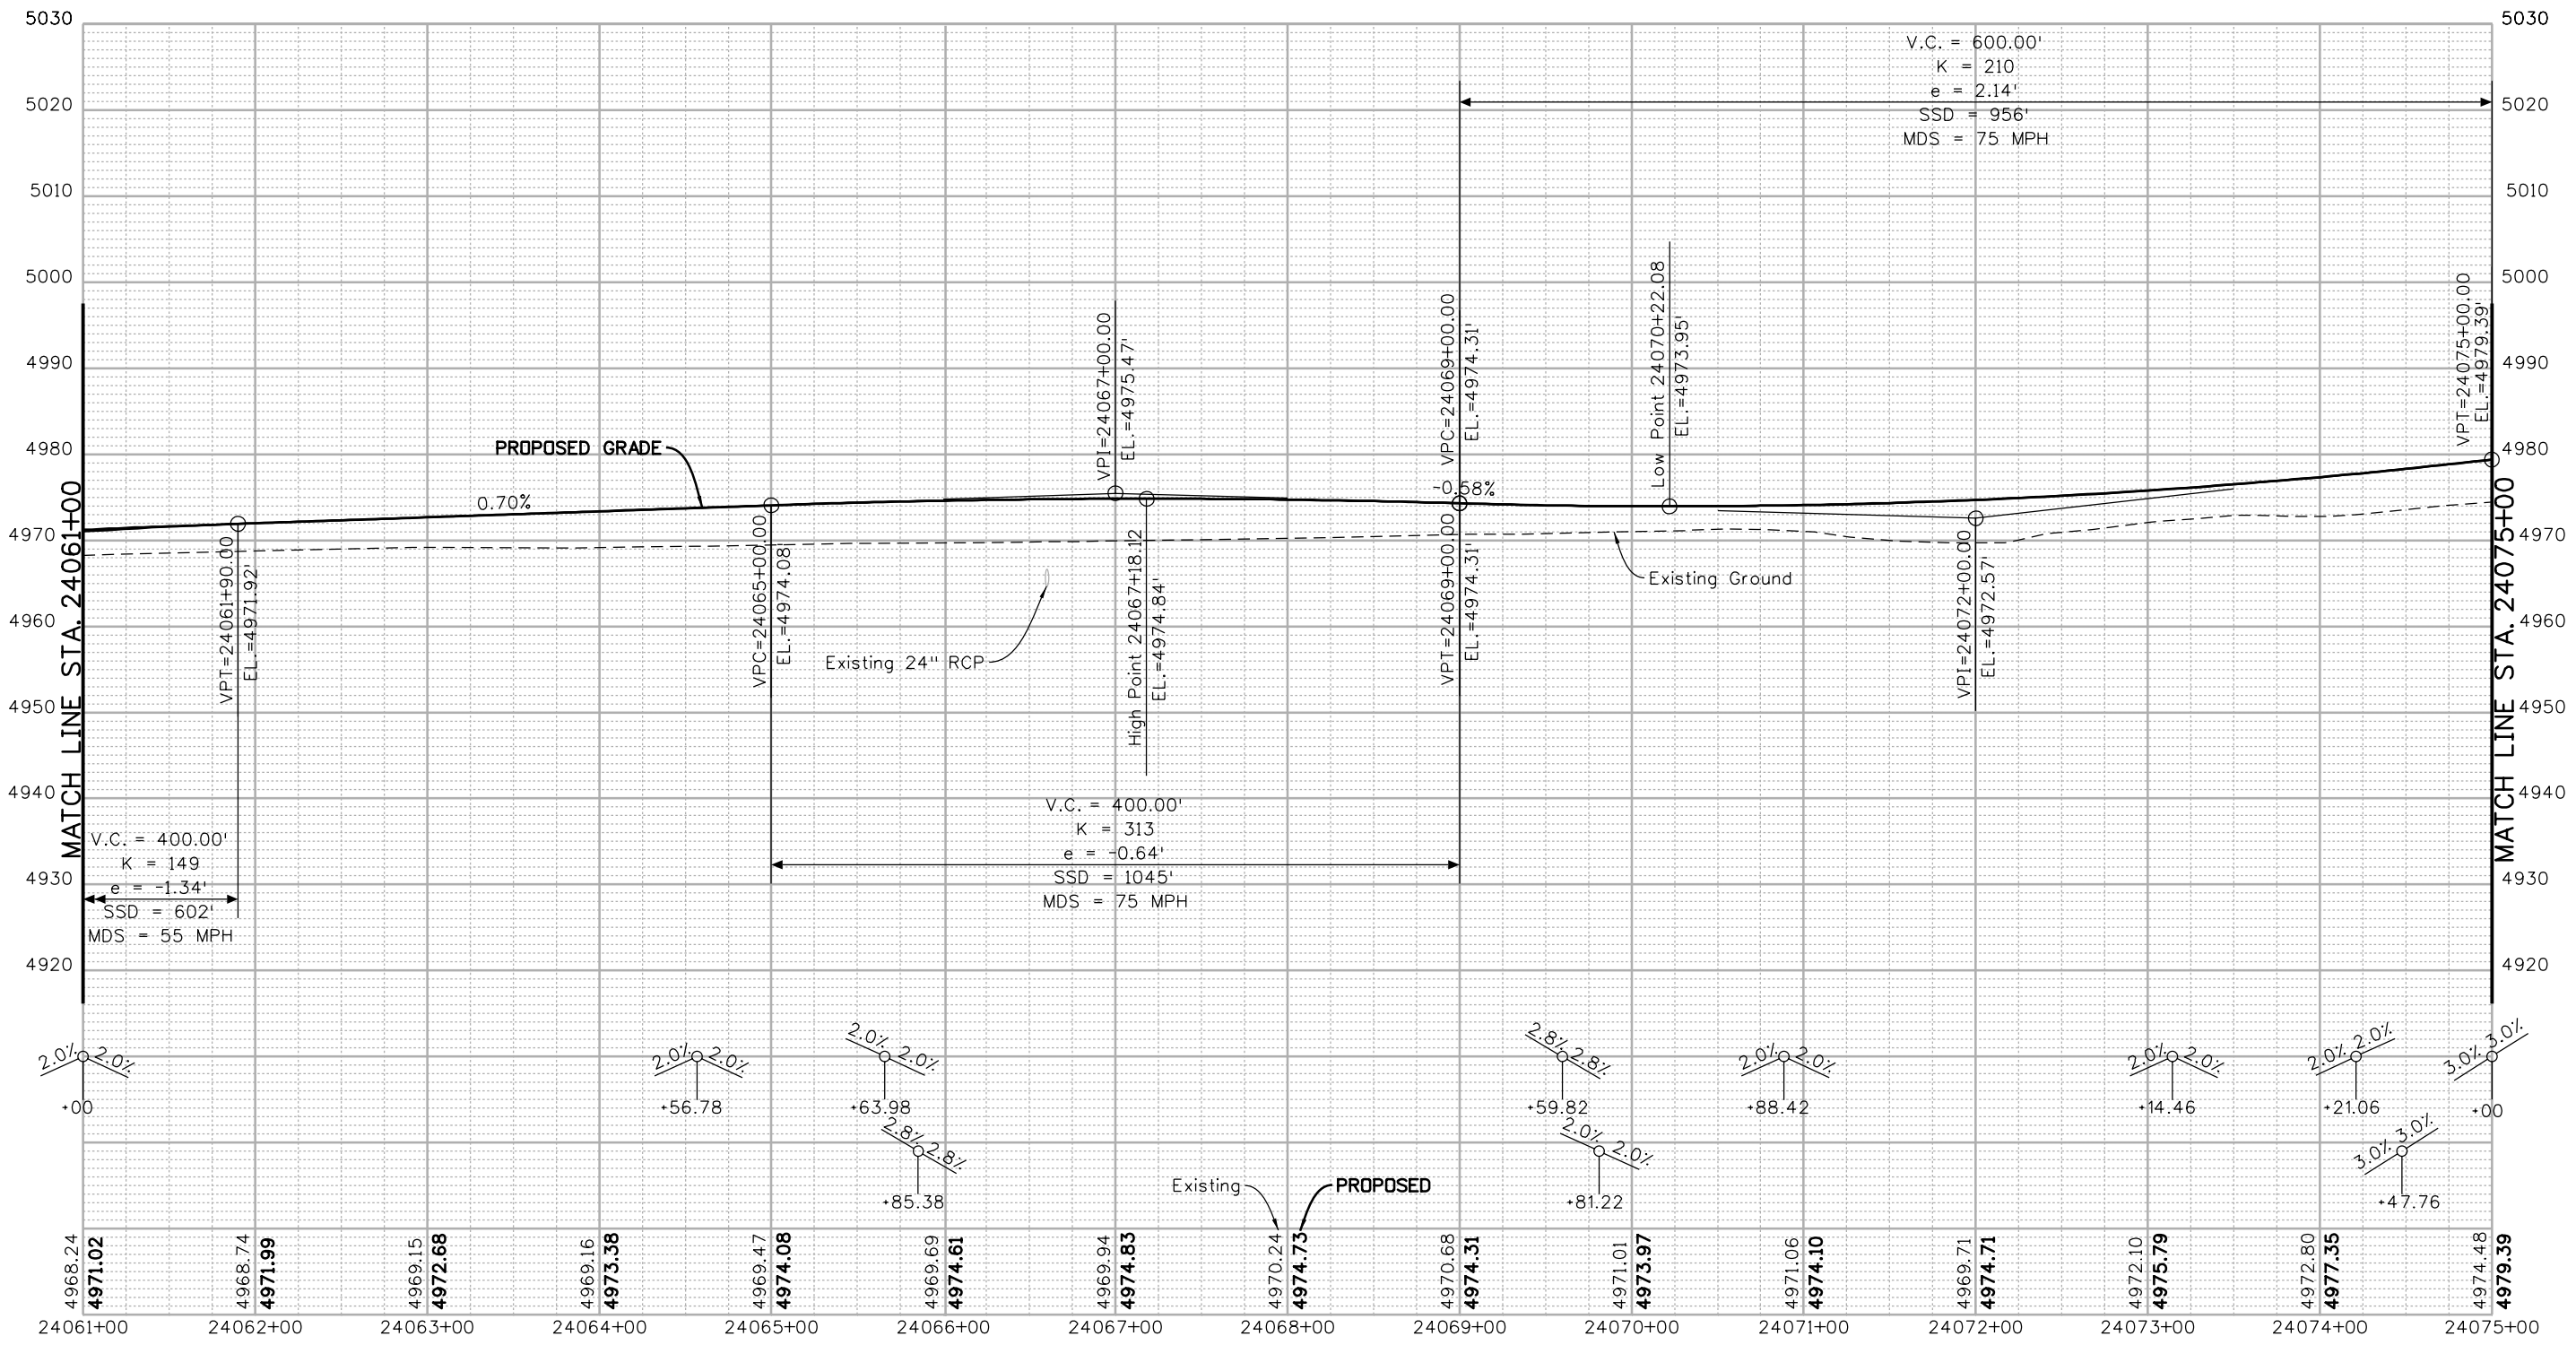 5030
5020
5010
5000
4990
4980
4970
4960
4950
4940
4930
4920
5030
5020
5010
5000
4990
4980
4970
4960
4950
4940
4930
4920
MATCH LINE STA. 24061+00
MATCH LINE STA. 24075+00
V.C. = 600.00'
K = 210
e = 2.14'
SSD = 956'
MDS = 75 MPH
PROPOSED GRADE
0.70%
-0.58%
VPT=24061+90.00
EL.=4971.92'
VPC=24065+00.00
EL.=4974.08'
VPI=24067+00.00
EL.=4975.47'
High Point 24067+18.12
EL.=4974.84'
VPC=24069+00.00
EL.=4974.31'
VPT=24069+00.00
EL.=4974.31'
Low Point 24070+22.08
EL.=4973.95'
VPI=24072+00.00
EL.=4972.57'
VPT=24075+00.00
EL.=4979.39'
Existing Ground
Existing 24" RCP
V.C. = 400.00'
K = 149
e = -1.34'
SSD = 602'
MDS = 55 MPH
V.C. = 400.00'
K = 313
e = -0.64'
SSD = 1045'
MDS = 75 MPH
2.0% 2.0%
+00
2.0% 2.0%
+56.78
2.0% 2.0%
+63.98
2.8% 2.8%
+85.38
2.8% 2.8%
+59.82
2.0% 2.0%
+81.22
2.0% 2.0%
+88.42
2.0% 2.0%
+14.46
2.0% 2.0%
+21.06
3.0% 3.0%
+47.76
3.0% 3.0%
+00
Existing
PROPOSED
4968.24
4971.02
4968.74
4971.99
4969.15
4972.68
4969.16
4973.38
4969.47
4974.08
4969.69
4974.61
4969.94
4974.83
4970.24
4974.73
4970.68
4974.31
4971.01
4973.97
4971.06
4974.10
4969.71
4974.71
4972.10
4975.79
4972.80
4977.35
4974.48
4979.39
24061+00
24062+00
24063+00
24064+00
24065+00
24066+00
24067+00
24068+00
24069+00
24070+00
24071+00
24072+00
24073+00
24074+00
24075+00